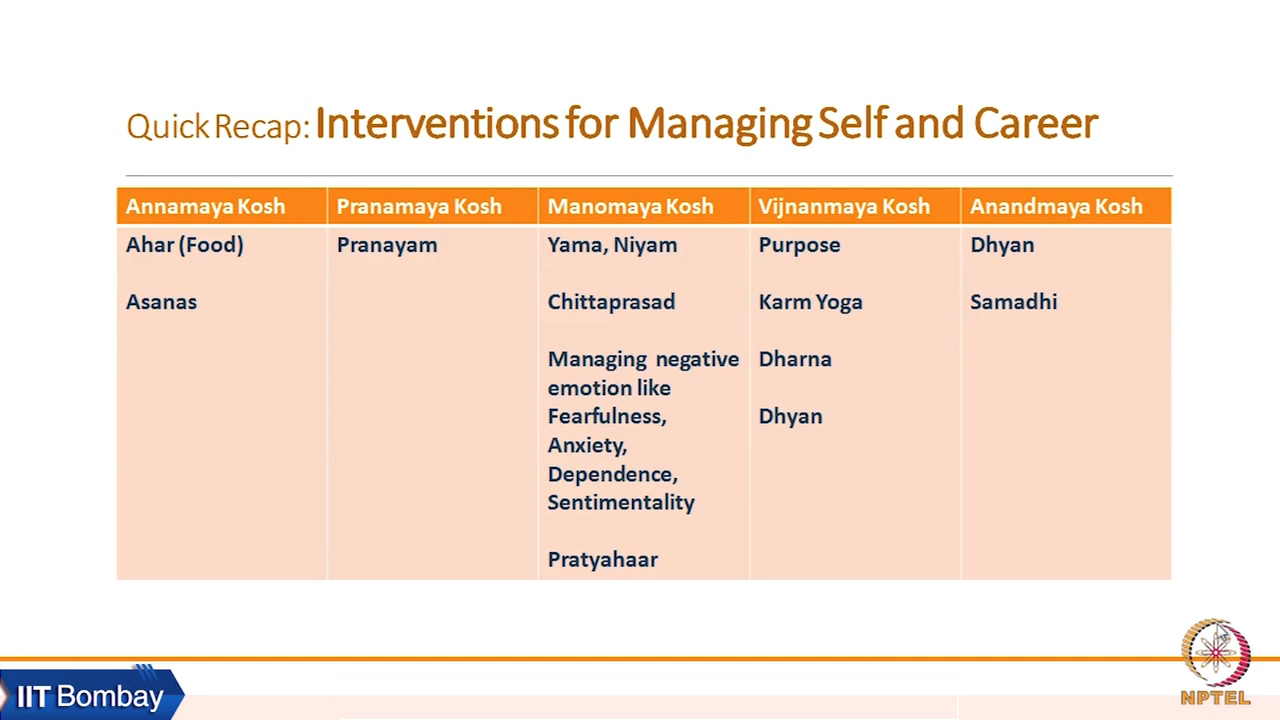 Quick Recap: Interventions for Managing Self and Career
Annamaya Kosh
Pranamaya Kosh
Manomaya Kosh
Vijnanmaya Kosh
Anandmaya Kosh
Ahar (Food)
Asanas
Pranayam
Yama, Niyam
Chittaprasad
Managing negative
emotion like
Fearfulness,
Anxiety,
Dependence,
Sentimentality
Pratyahaar
Purpose
Karm Yoga
Dharna
Dhyan
Dhyan
Samadhi
IIT Bombay
NPTEL